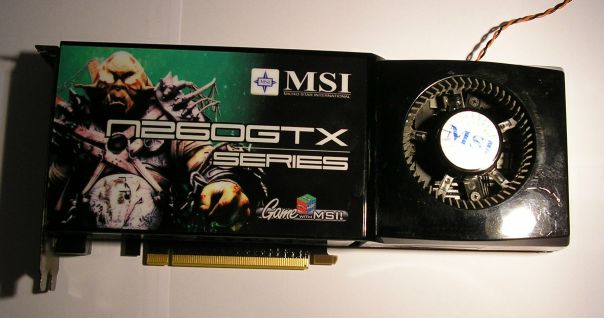 MSI
MICRO-STAR INTERNATIONAL
N260GTX
SERIES
Game WITH MSI!
MSI